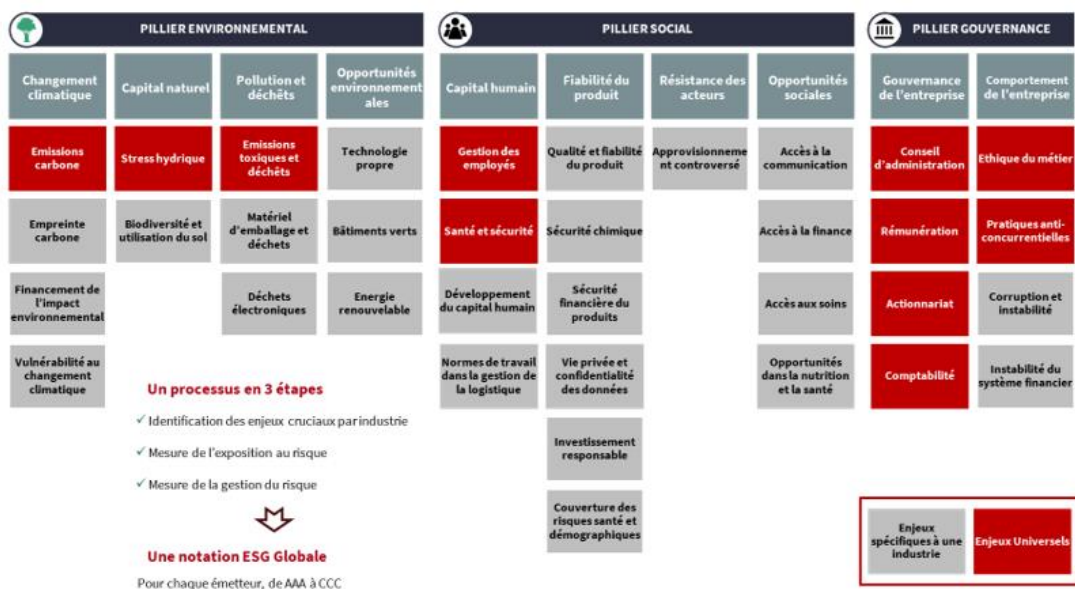 PILLIER ENVIRONNEMENTAL
PILLIER SOCIAL
PILLIER GOUVERNANCE
Changement
climatique
Capital naturel
Pollution et
déchêts
Opportunités
environnement
ales
Capital humain
Fiabilité du
produit
Résistance des
acteurs
Opportunités
sociales
Gouvernance
de l'entreprise
Comportement
de l'entreprise
Emissions
carbone
Stress hydrique
Emissions
toxiques et
déchêts
Technologie
propre
Gestion des
employés
Qualité et fiabilité
du produit
Approvisionneme
nt controversé
Accès à la
communication
Conseil
d'administration
Ethique du métier
Empreinte
carbone
Biodiversité et
utilisation du sol
Matériel
d'emballage et
déchets
Bâtiments verts
Santé et sécurité
Sécurité chimique
Accès à la finance
Rémunération
Pratiques anti-
concurrentielles
Financement de
l'impact
environnemental
Déchets
électroniques
Energie
renouvelable
Développement
du capital humain
Sécurité
financière du
produits
Accès aux soins
Actionnariat
Corruption et
instabilité
Vulnérabilité au
changement
climatique
Normes de travail
dans la gestion de
la logistique
Vie privée et
confidentialité
des données
Opportunités
dans la nutrition
et la santé
Comptabilité
Instabilité du
système financier
Un processus en 3 étapes
✓ Identification des enjeux cruciaux par industrie
✓ Mesure de l'exposition au risque
✓ Mesure de la gestion du risque
Investissement
responsable
Couverture des
risques santé et
démographiques
Une notation ESG Globale
Pour chaque émetteur, de AAA à CCC
Enjeux
spécifiques à une
industrie
Enjeux Universels